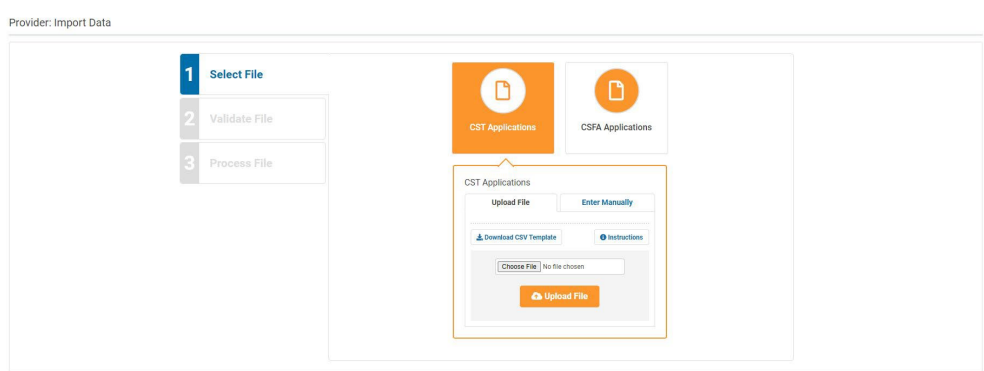 Provider: Import Data
1 Select File
2 Validate File
3 Process File
CST Applications
CSFA Applications
CST Applications
Upload File
Enter Manually
Download CSV Template
Instructions
Choose File No file chosen
Upload File